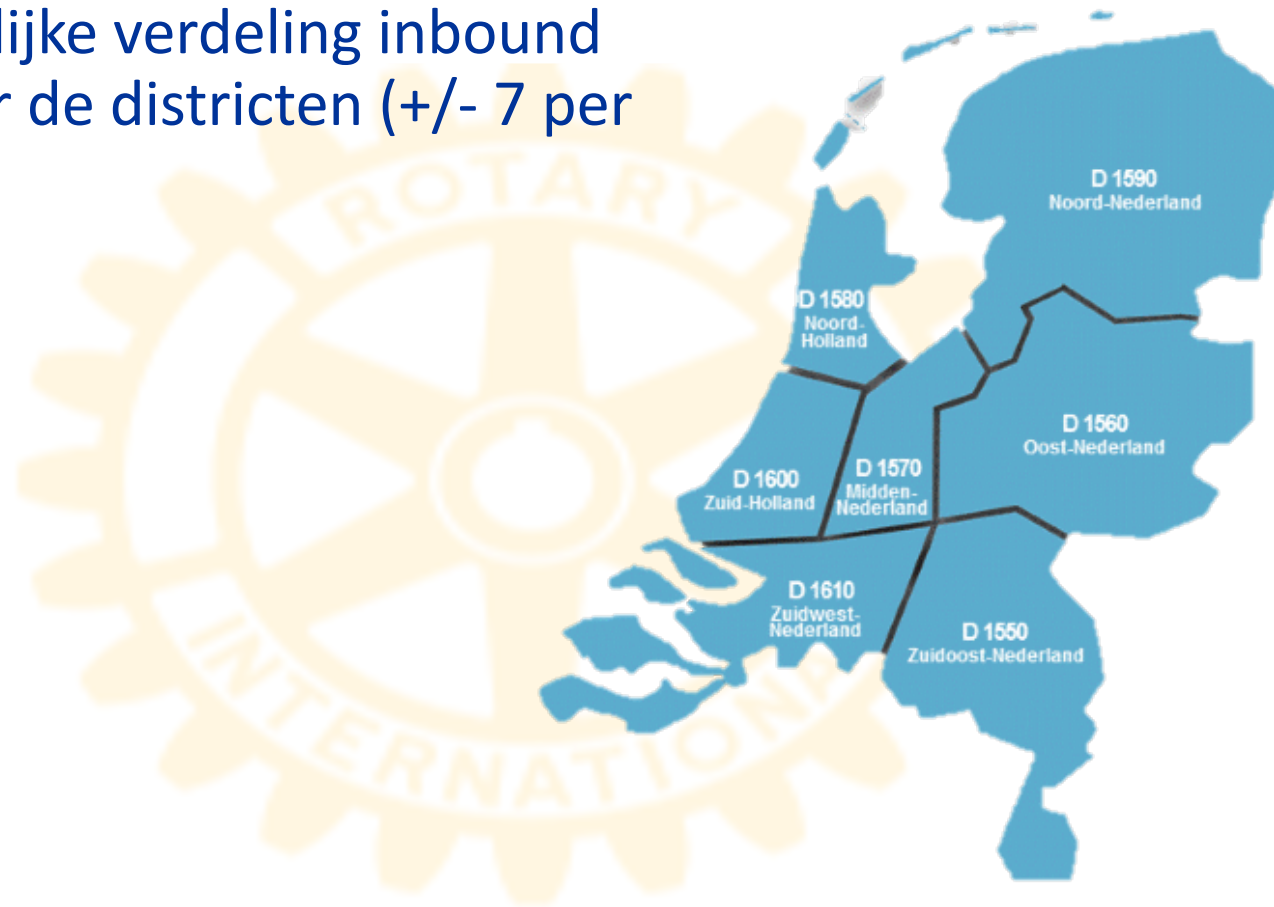 lijke verdeling inbound
r de districten (+/- 7 per
ROTARY
INTERNATIONA
D 1590
Noord-Nederland
D 1580
Noord-
Holland
D 1560
Oost-Nederland
D 1570
Midden-
Nederland
D 1600
Zuid-Holland
D 1610
Zuidwest-
Nederland
D 1550
Zuidoost-Nederland